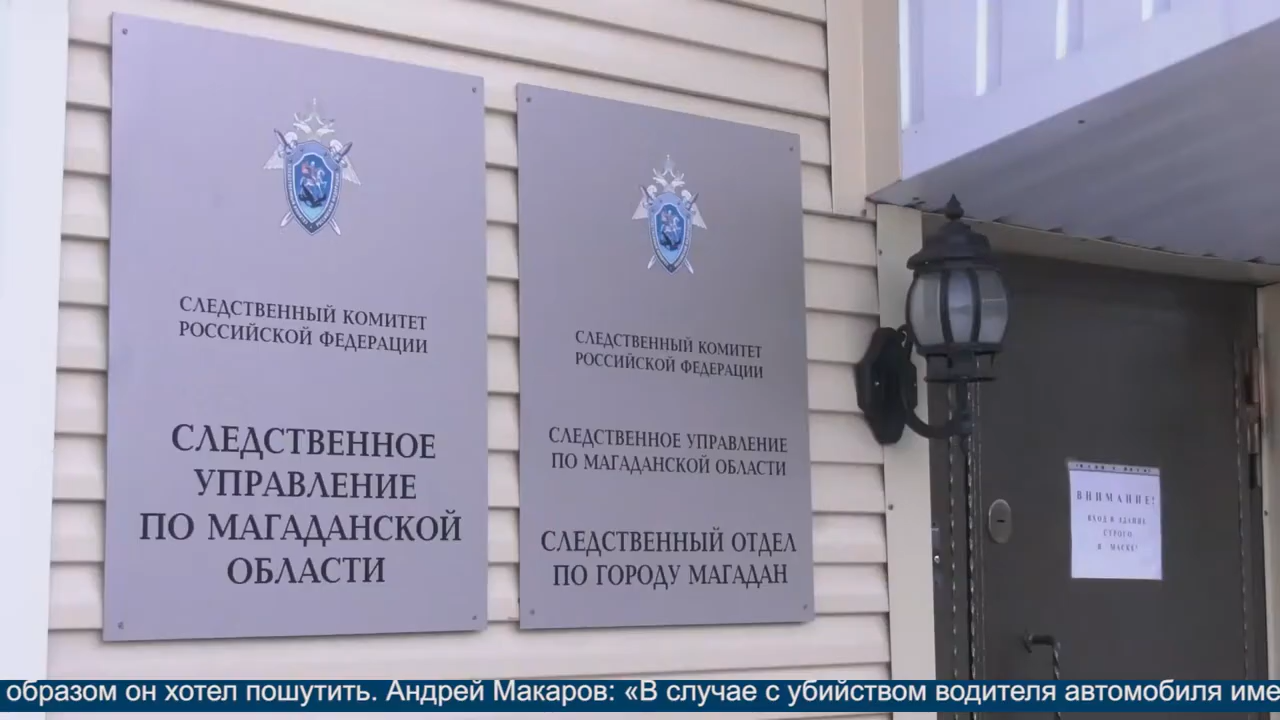 СЛЕДСТВЕННЫЙ КОМИТЕТ
РОССИЙСКОЙ ФЕДЕРАЦИИ
СЛЕДСТВЕННОЕ
УПРАВЛЕНИЕ
ПО МАГАДАНСКОЙ
ОБЛАСТИ
СЛЕДСТВЕННЫЙ КОМИТЕТ
РОССИЙСКОЙ ФЕДЕРАЦИИ
СЛЕДСТВЕННОЕ УПРАВЛЕНИЕ
ПО МАГАДАНСКОЙ ОБЛАСТИ
СЛЕДСТВЕННЫЙ ОТДЕЛ
ПО ГОРОДУ МАГАДАН
ВНИМАНИЕ!
ВХОД В ЗДАНИЕ
СТРОГО
В МАСКЕ!
образом он хотел пошутить. Андрей Макаров: «В случае с убийством водителя автомобиля име